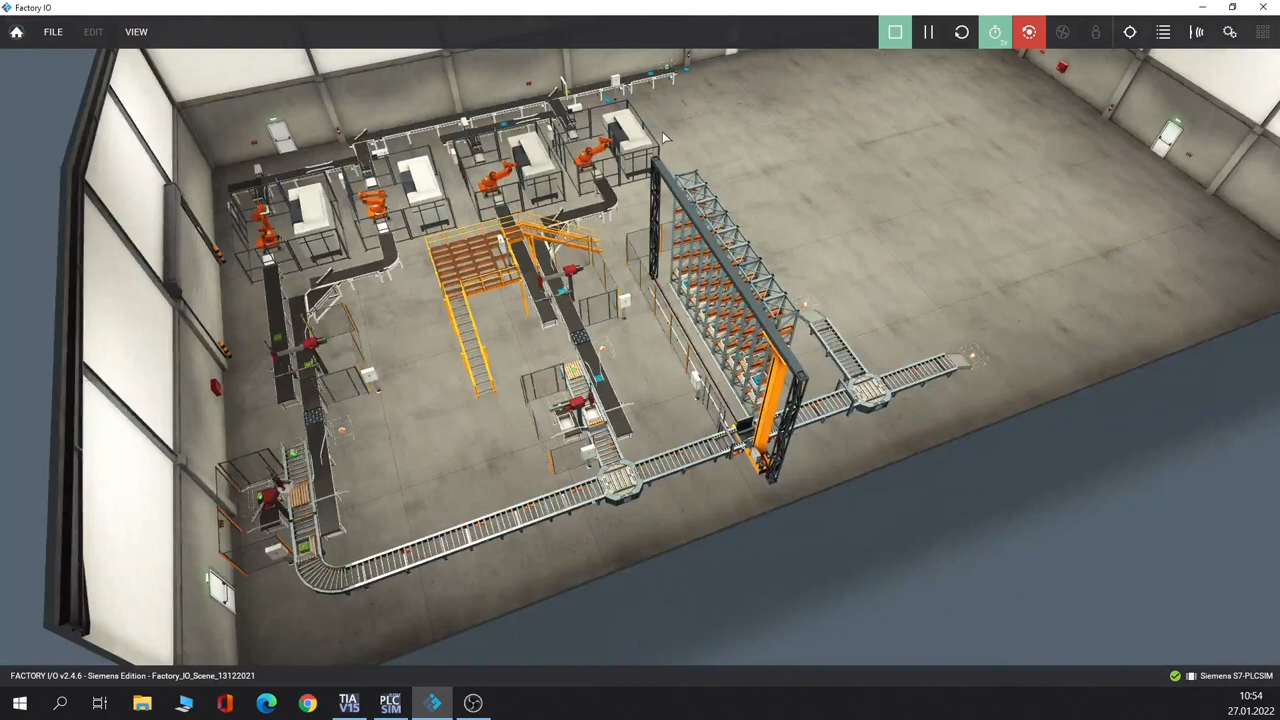 Factory IO
FILE EDIT VIEW
2x
FACTORY I/O v2.4.6 - Siemens Edition - Factory_IO_Scene_13122021
Siemens S7-PLCSIM
TIA
V15
PLC
SIM
10:54
27.01.2022